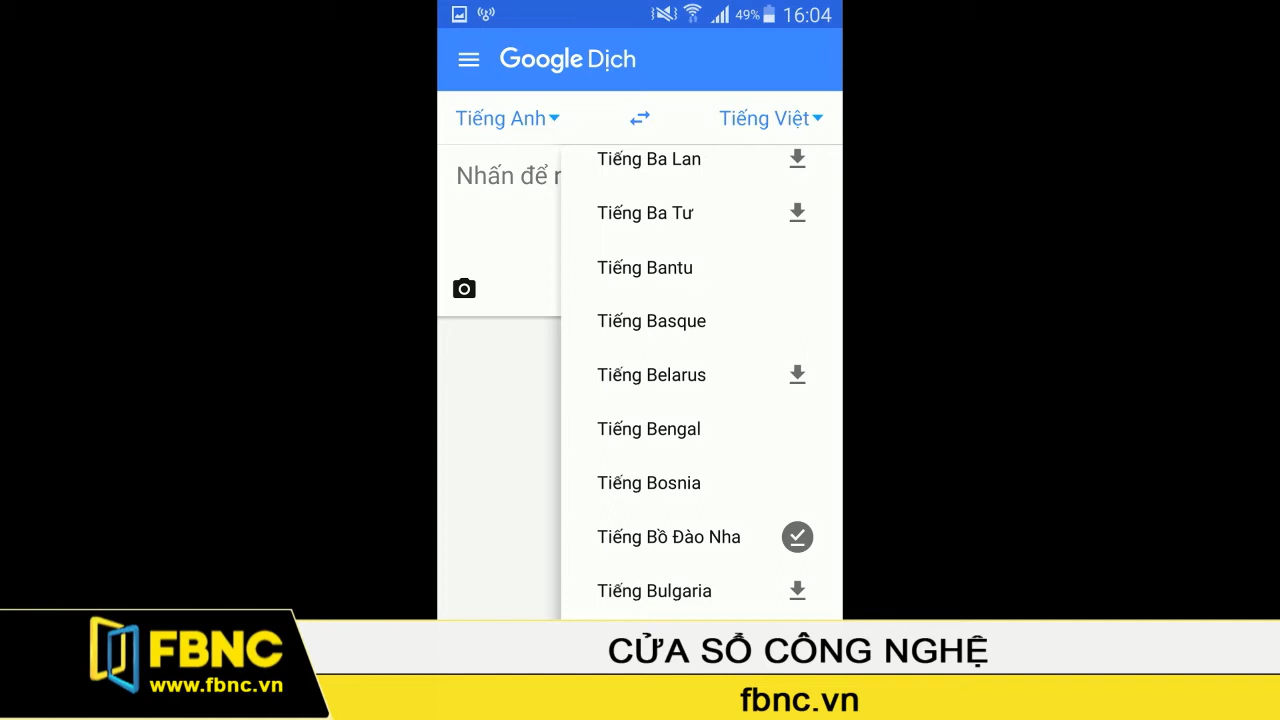 49% 16:04
Google Dịch
Tiếng Anh Tiếng Việt
Nhấn để
Tiếng Ba Lan
Tiếng Ba Tư
Tiếng Bantu
Tiếng Basque
Tiếng Belarus
Tiếng Bengal
Tiếng Bosnia
Tiếng Bồ Đào Nha
Tiếng Bulgaria
FBNC
www.fbnc.vn
CỬA SỔ CÔNG NGHỆ
fbnc.vn